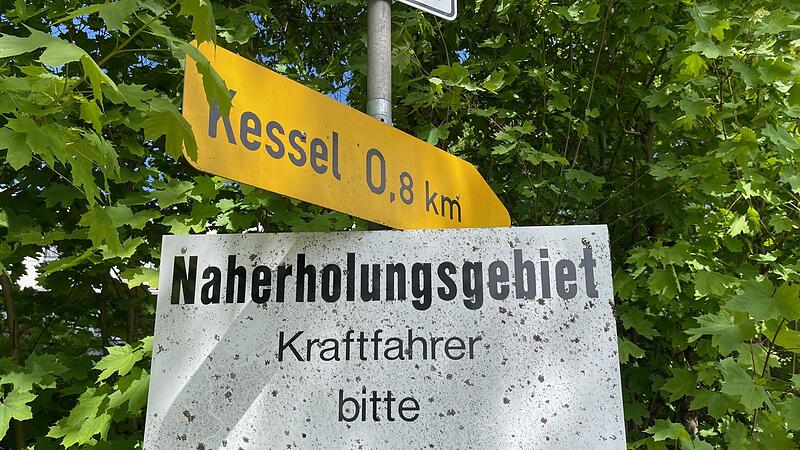 Kessel 0,8 km
Naherholungsgebiet
Kraftfahrer
bitte